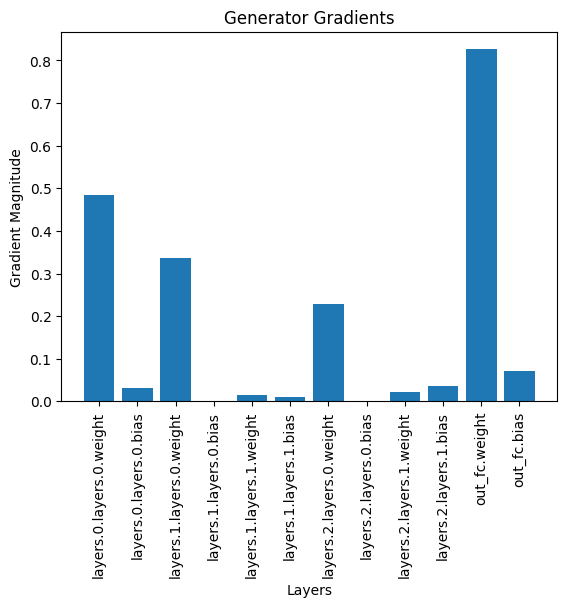 Generator Gradients
Gradient Magnitude
0.8
0.7
0.6
0.5
0.4
0.3
0.2
0.1
0.0
layers.0.layers.0.weight
layers.0.layers.0.bias
layers.1.layers.0.weight
layers.1.layers.0.bias
layers.1.layers.1.weight
layers.1.layers.1.bias
layers.2.layers.0.weight
layers.2.layers.0.bias
layers.2.layers.1.weight
layers.2.layers.1.bias
out_fc.weight
out_fc.bias
Layers